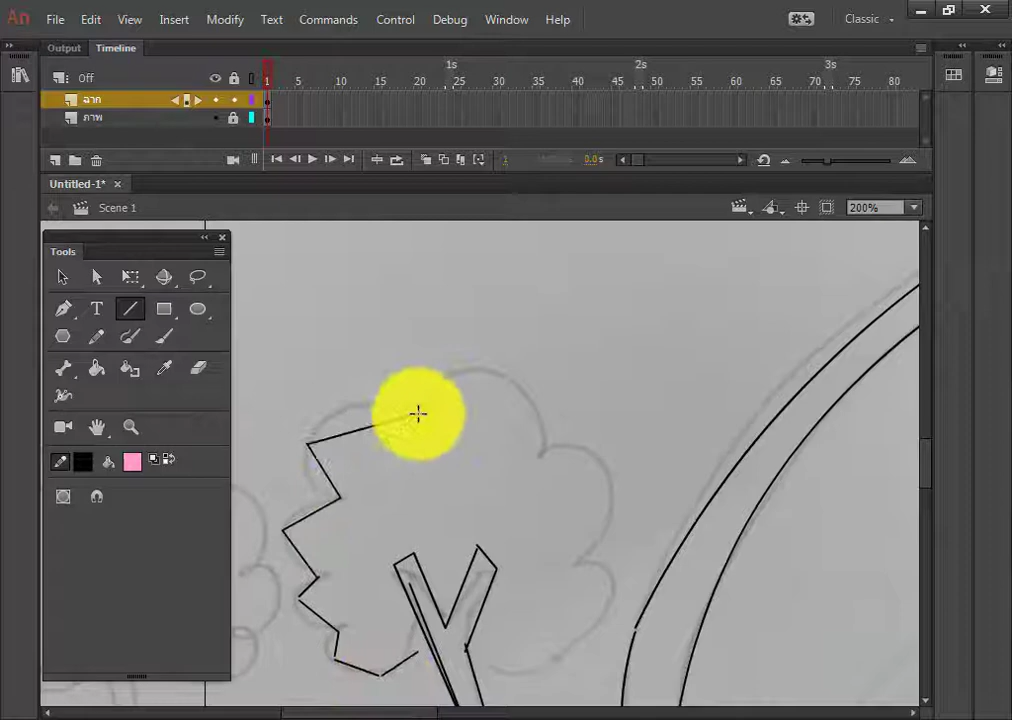 An File Edit View Insert Modify Text Commands Control Debug Window Help Classic
Output Timeline
1s 2s 3s
Off 1 5 10 15 20 25 30 35 40 45 50 55 60 65 70 75 80
ฉาก
ภาพ
1 0.0s
Untitled-1* ×
Scene 1 200%
Tools
T